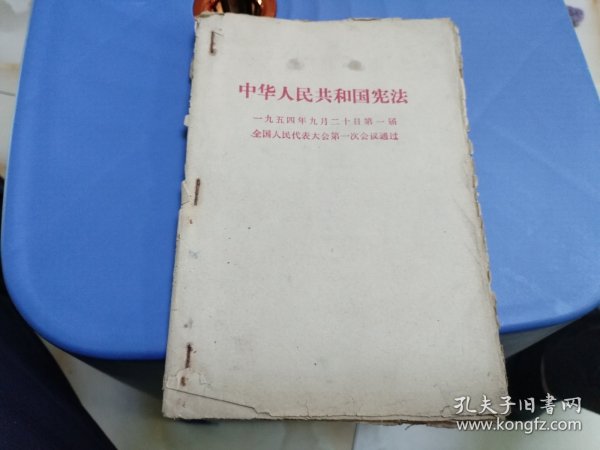 中华人民共和国宪法
一九五四年九月二十日第一届
全国人民代表大会第一次会议通过
孔夫子旧书网
www.kongfz.com